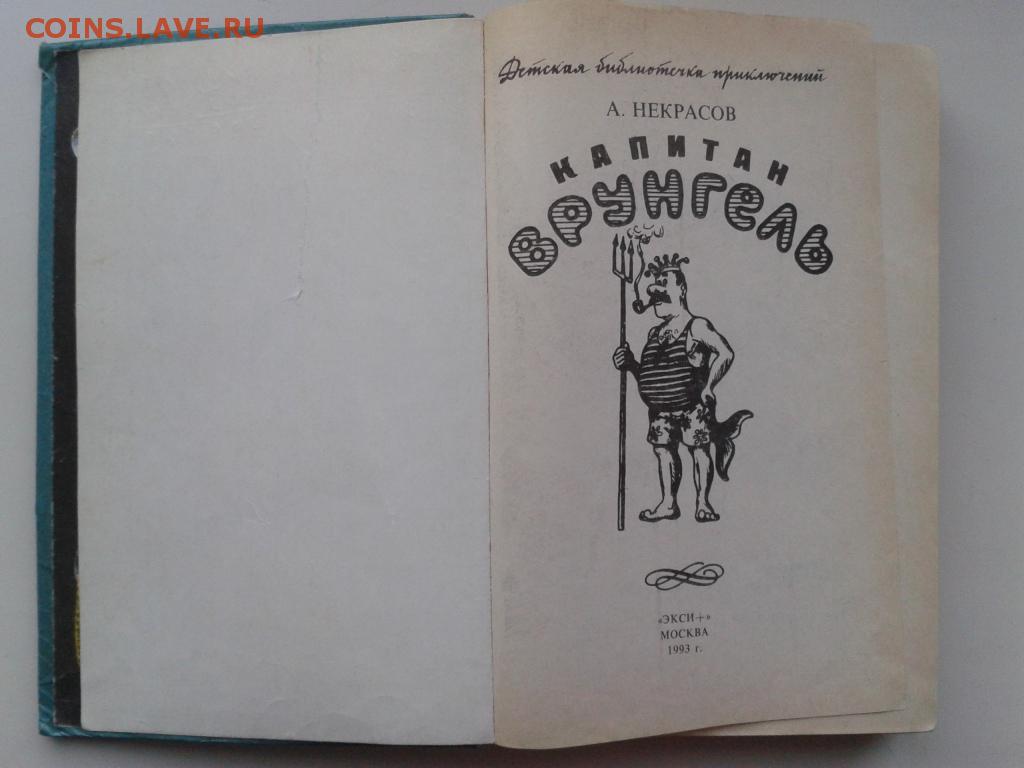 COINS.LAVE.RU
Детская библиотечка приключений
А. НЕКРАСОВ
КАПИТАН
ВРУНГЕЛЬ
«ЭКСИ+»
МОСКВА
1993 г.